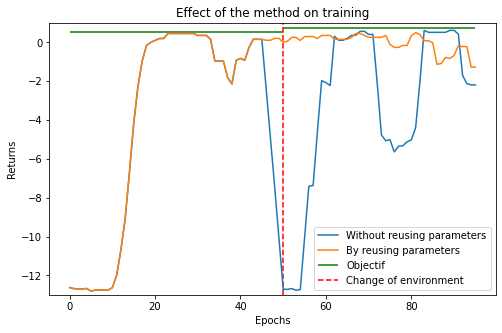 Effect of the method on training
Returns
0
−2
−4
−6
−8
−10
−12
0
20
40
60
80
Epochs
Without reusing parameters
By reusing parameters
Objectif
Change of environment